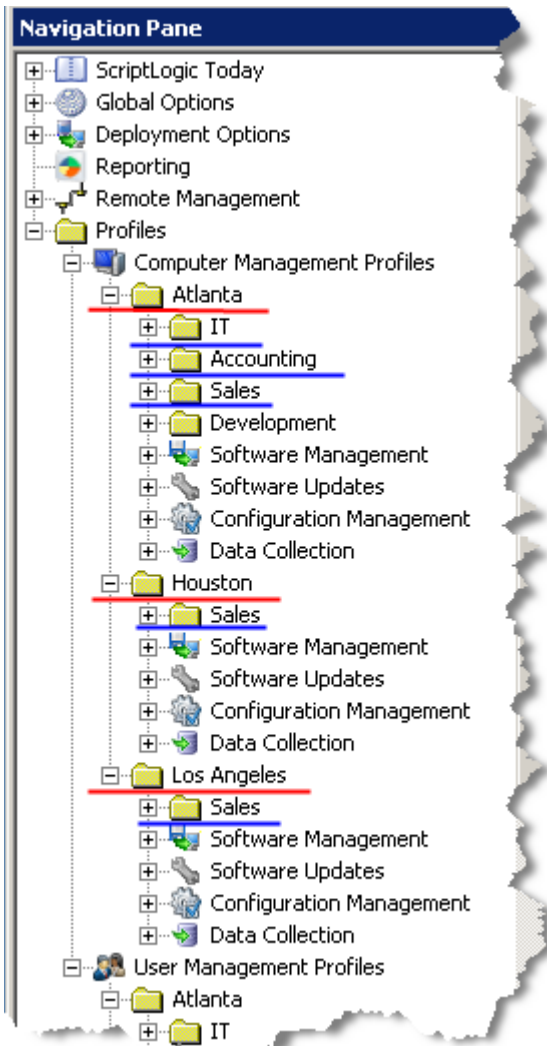 Navigation Pane
ScriptLogic Today
Global Options
Deployment Options
Reporting
Remote Management
Profiles
Computer Management Profiles
Atlanta
IT
Accounting
Sales
Development
Software Management
Software Updates
Configuration Management
Data Collection
Houston
Sales
Software Management
Software Updates
Configuration Management
Data Collection
Los Angeles
Sales
Software Management
Software Updates
Configuration Management
Data Collection
User Management Profiles
Atlanta
IT